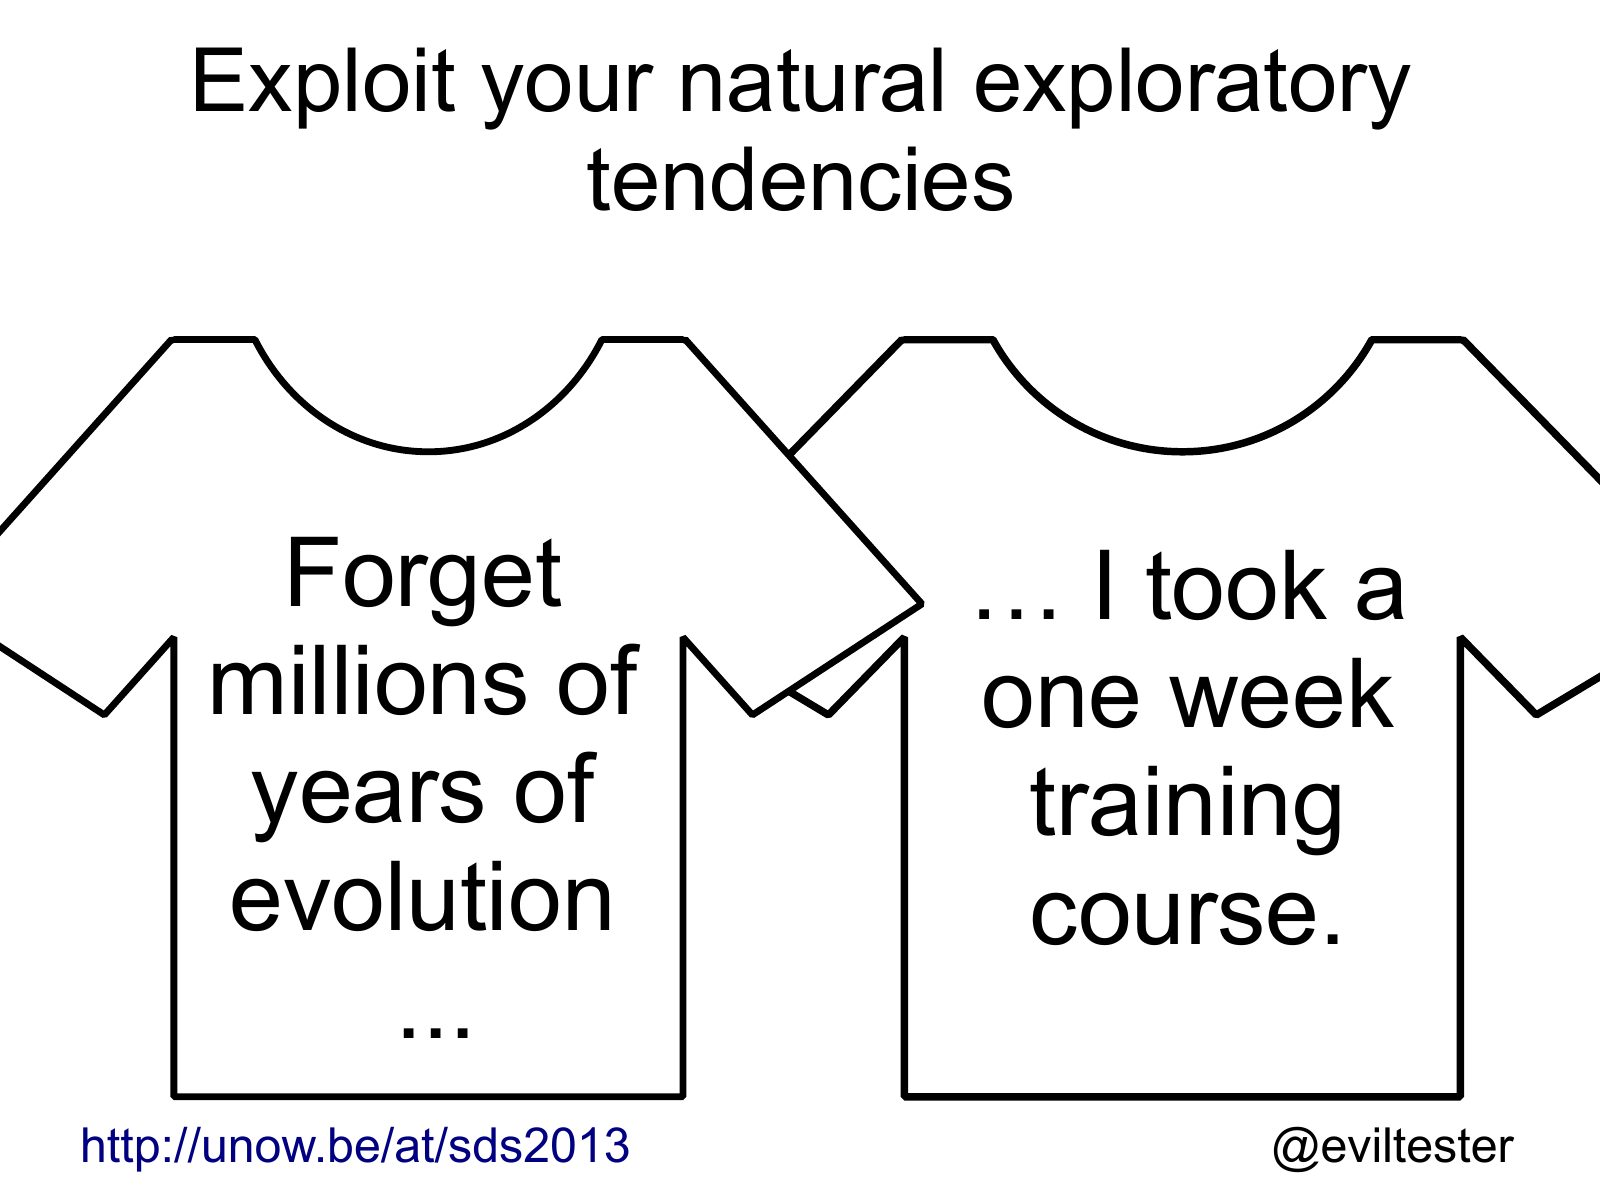 Exploit your natural exploratory
tendencies
Forget
millions of
years of
evolution
...
… I took a
one week
training
course.
http://unow.be/at/sds2013
@eviltester